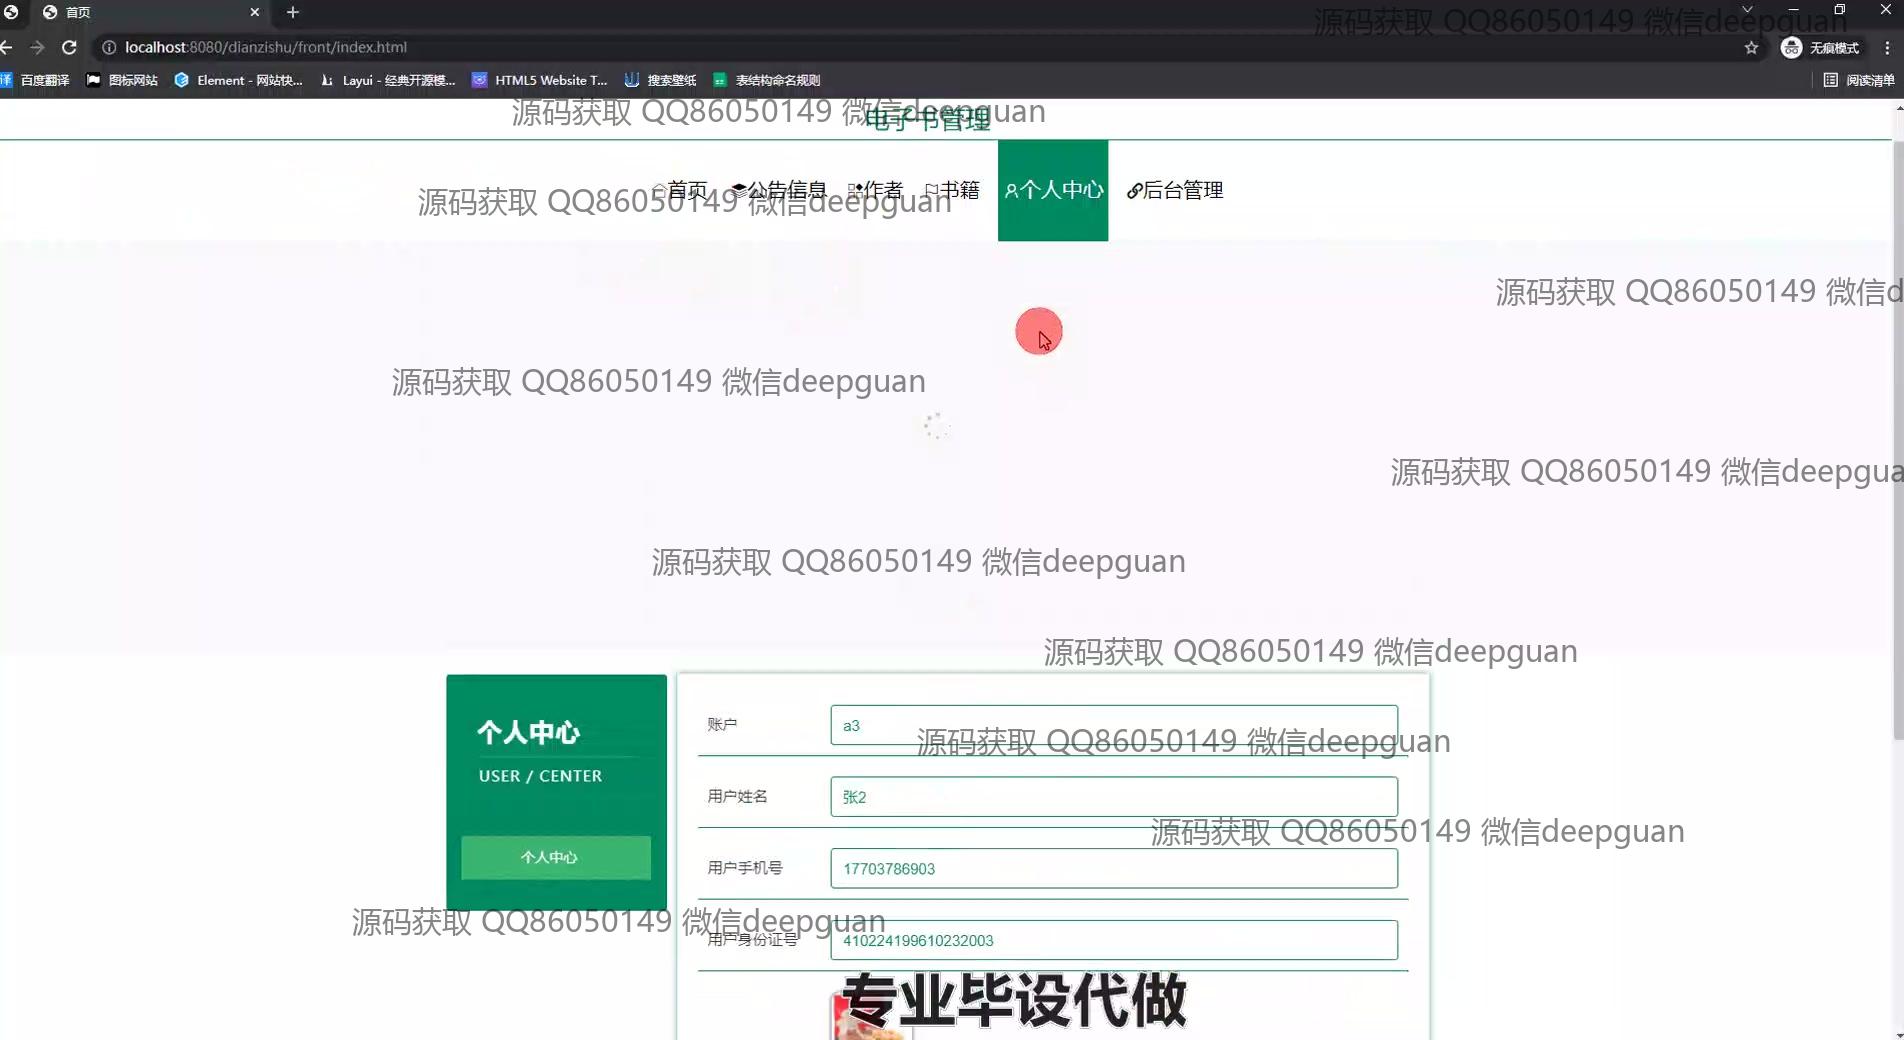 首页
localhost:8080/dianzishu/front/index.html
无痕模式
译 百度翻译 图标网站 Element - 网站快... Layui - 经典开源模... HTML5 Website T... 搜索壁纸 表结构命名规则 阅读清单
源码获取 QQ86050149 微信deepguan
源码获取 QQ86050149 微信deepguan
电子书管理
首页 公告信息 作者 书籍 个人中心 后台管理
源码获取 QQ86050149 微信deepguan
源码获取 QQ86050149 微信d
源码获取 QQ86050149 微信deepguan
源码获取 QQ86050149 微信deepgua
源码获取 QQ86050149 微信deepguan
源码获取 QQ86050149 微信deepguan
个人中心
USER / CENTER
个人中心
账户 a3
源码获取 QQ86050149 微信deepguan
用户姓名 张2
源码获取 QQ86050149 微信deepguan
用户手机号 17703786903
源码获取 QQ86050149 微信deepguan
用户身份证号 410224199610232003
专业毕设代做